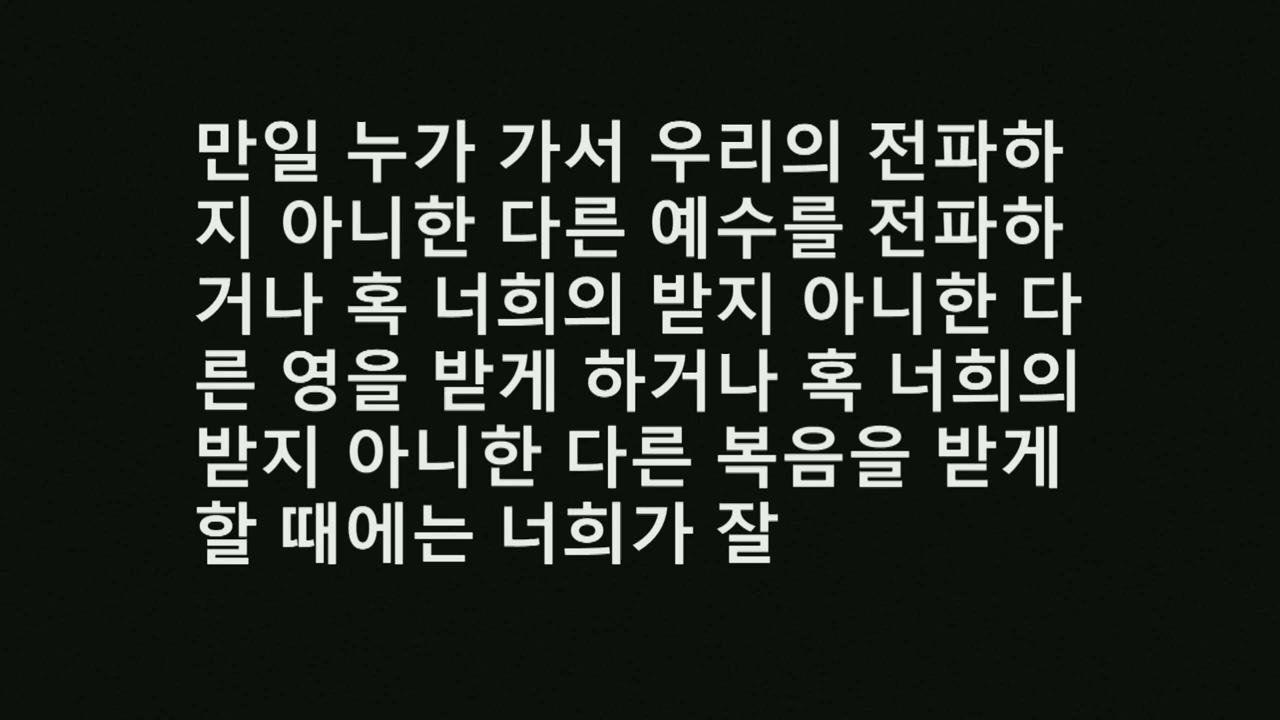 만일 누가 가서 우리의 전파하
지 아니한 다른 예수를 전파하
거나 혹 너희의 받지 아니한 다
른 영을 받게 하거나 혹 너희의
받지 아니한 다른 복음을 받게
할 때에는 너희가 잘